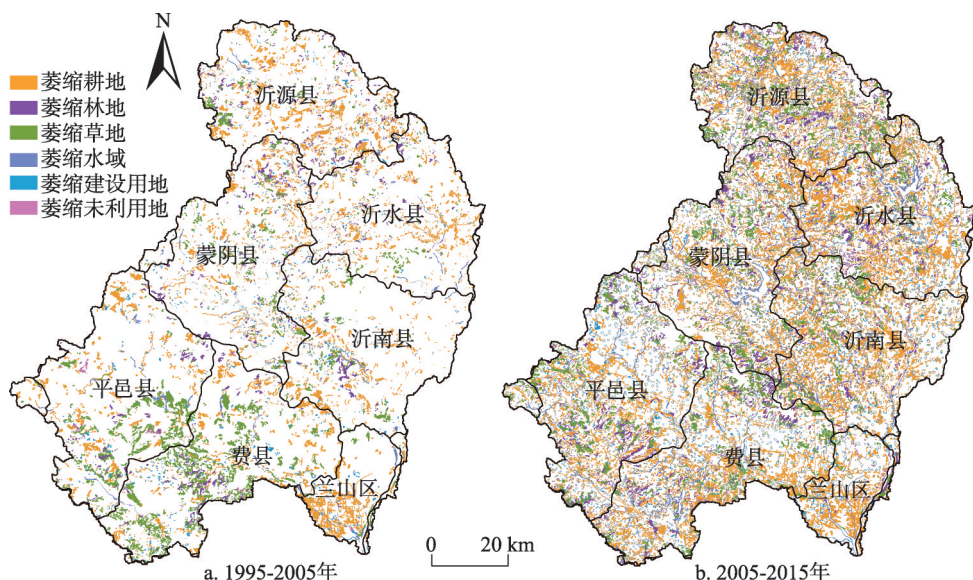 N
萎缩耕地
萎缩林地
萎缩草地
萎缩水域
萎缩建设用地
萎缩未利用地
沂源县
沂水县
蒙阴县
沂南县
平邑县
费县
兰山区
沂源县
沂水县
蒙阴县
沂南县
平邑县
费县
兰山区
0 20 km
a. 1995-2005年
b. 2005-2015年